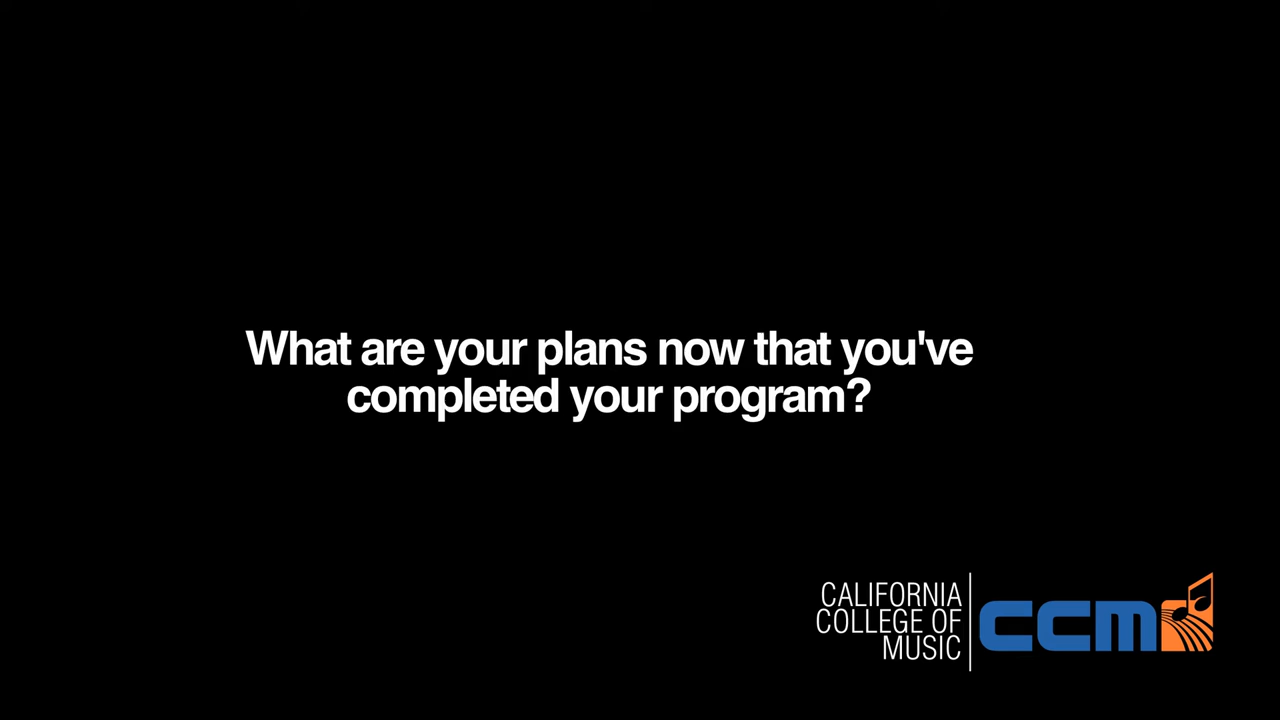 What are your plans now that you've
completed your program?
CALIFORNIA
COLLEGE OF
MUSIC
CCM